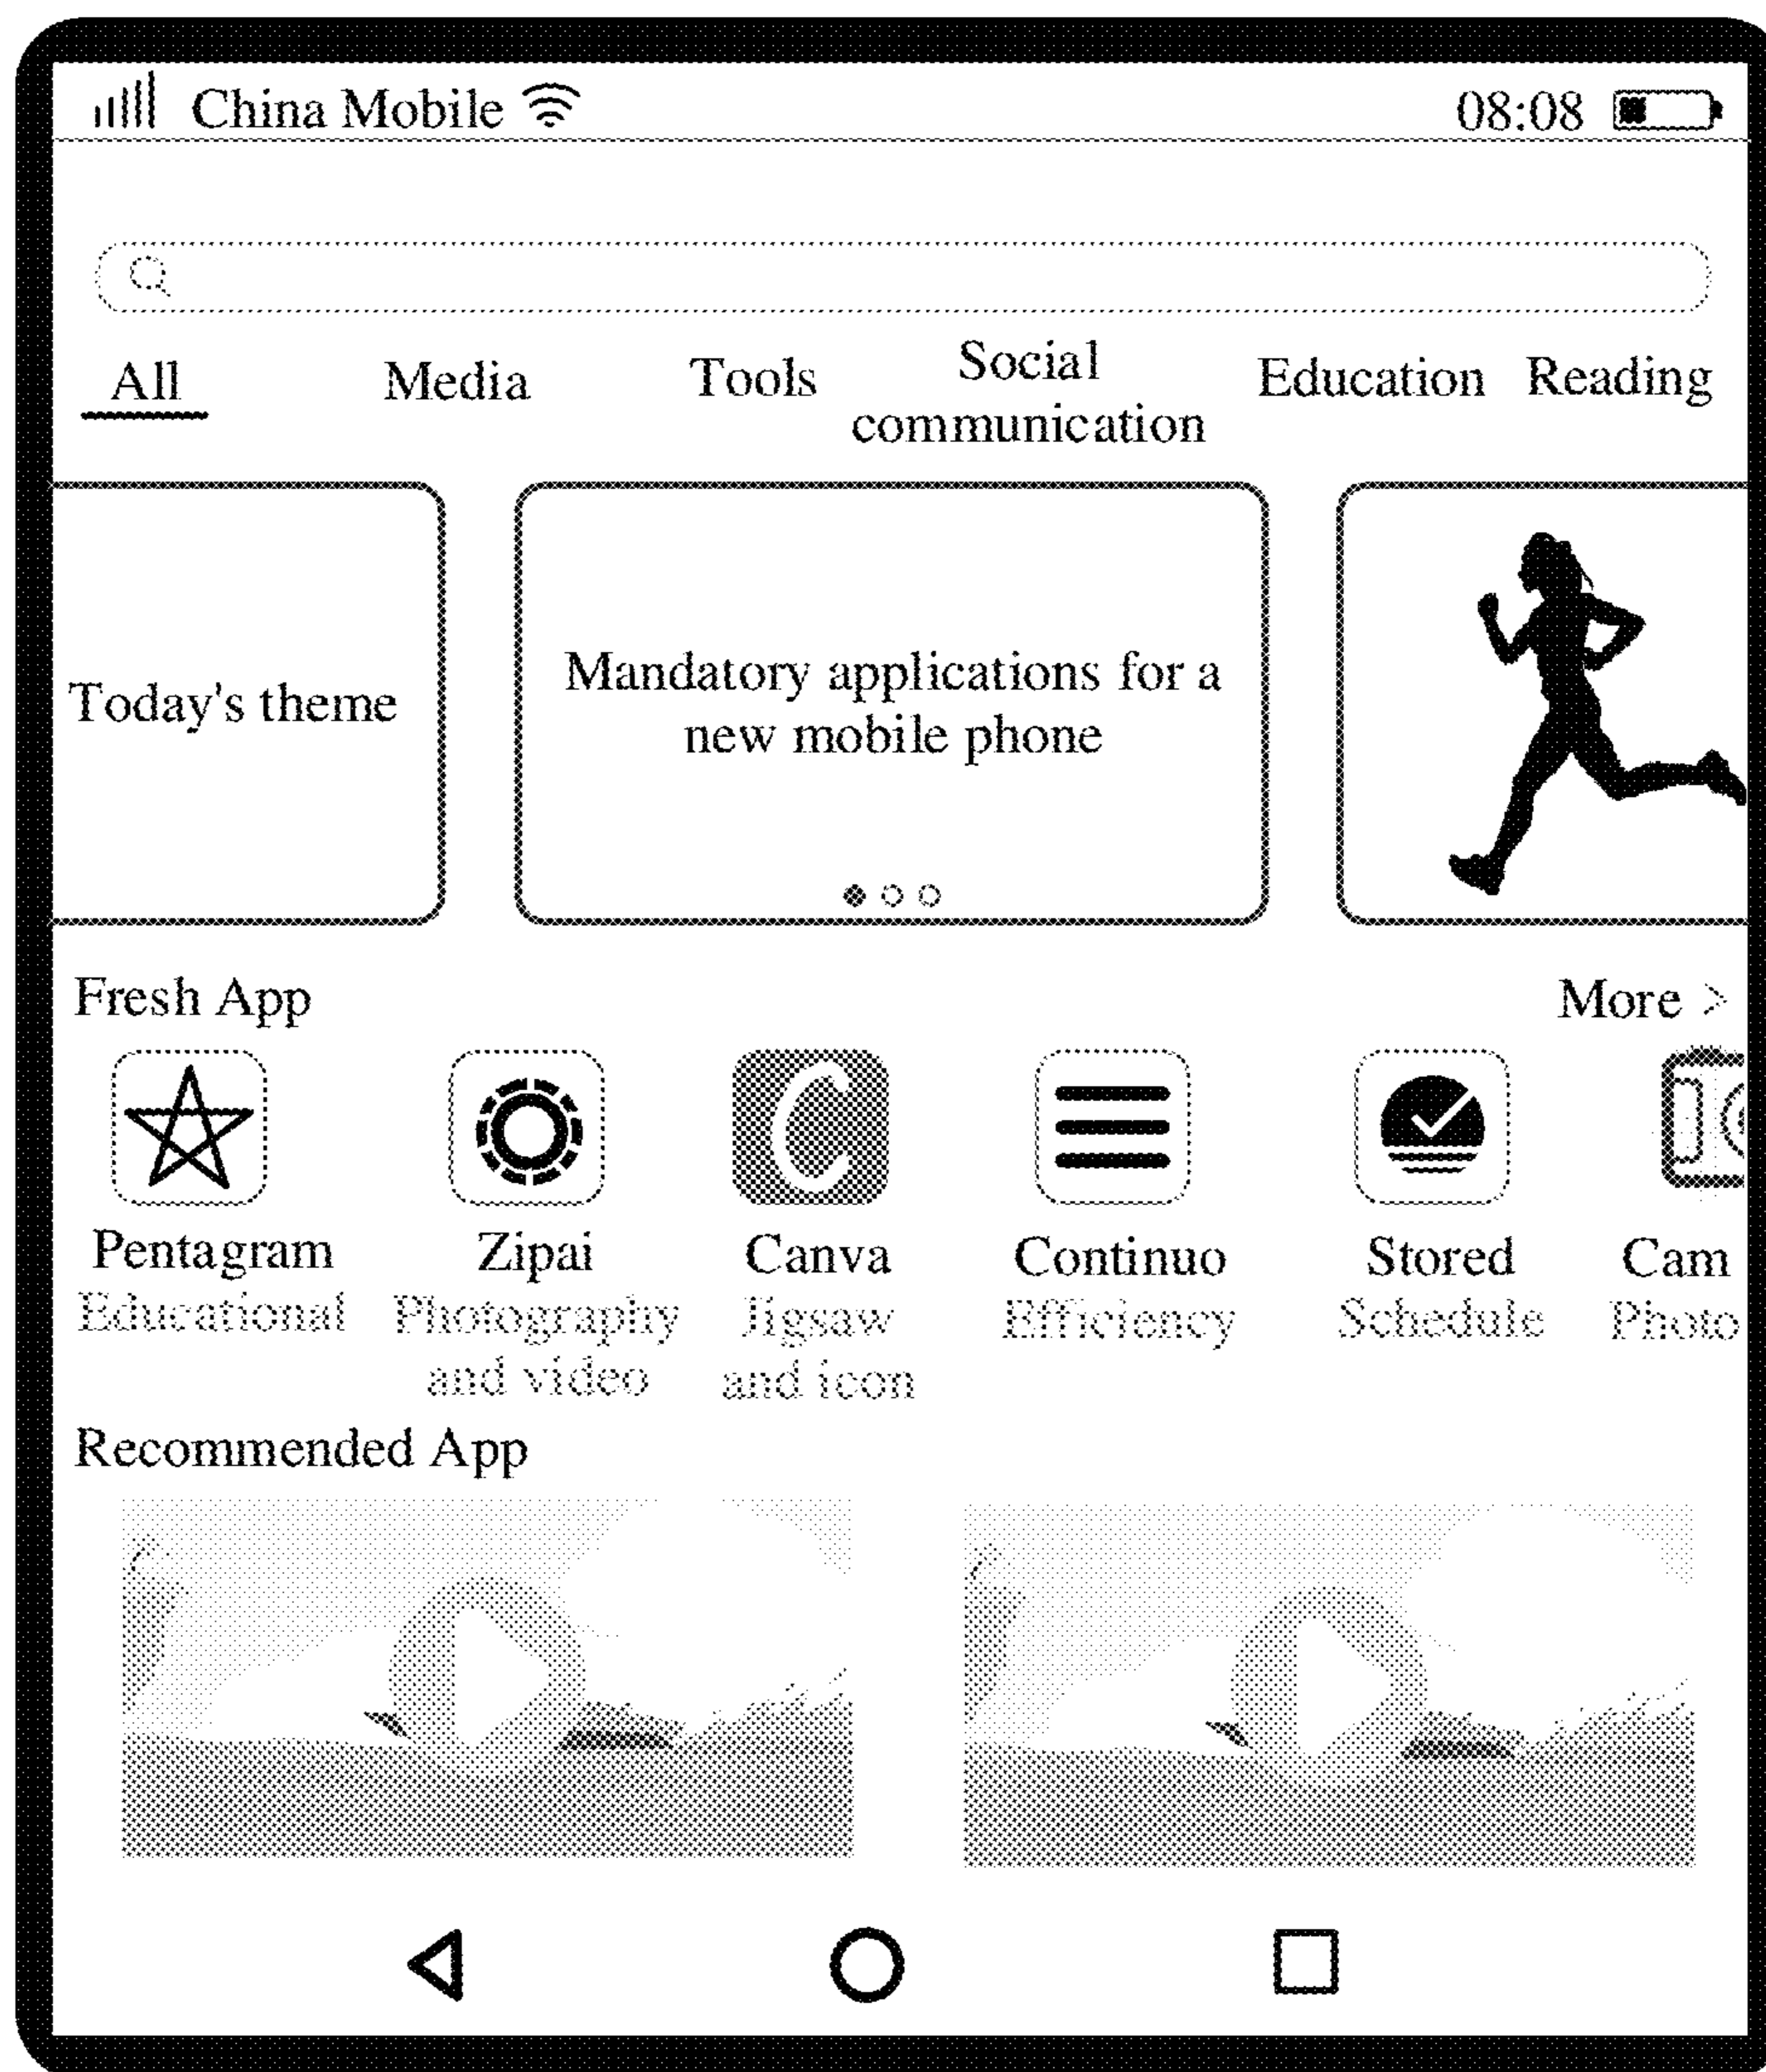 China Mobile 08:08
All Media Tools Social communication Education Reading
Today's theme
Mandatory applications for a
new mobile phone
Fresh App More >
Pentagram Zipai Canva Continuo Stored Cam
Educational Photography and video Jigsaw and icon Efficiency Schedule Photo
Recommended App